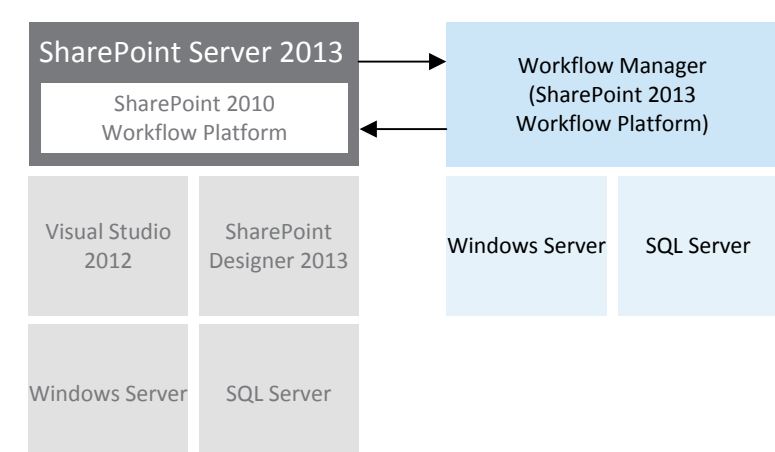 SharePoint Server 2013
SharePoint 2010
Workflow Platform
Workflow Manager
(SharePoint 2013
Workflow Platform)
Visual Studio
2012
SharePoint
Designer 2013
Windows Server
SQL Server
Windows Server
SQL Server